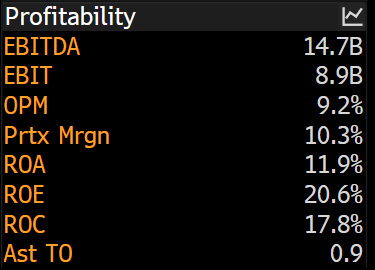 Profitability
EBITDA 14.7B
EBIT 8.9B
OPM 9.2%
Prtx Mrgn 10.3%
ROA 11.9%
ROE 20.6%
ROC 17.8%
Ast TO 0.9